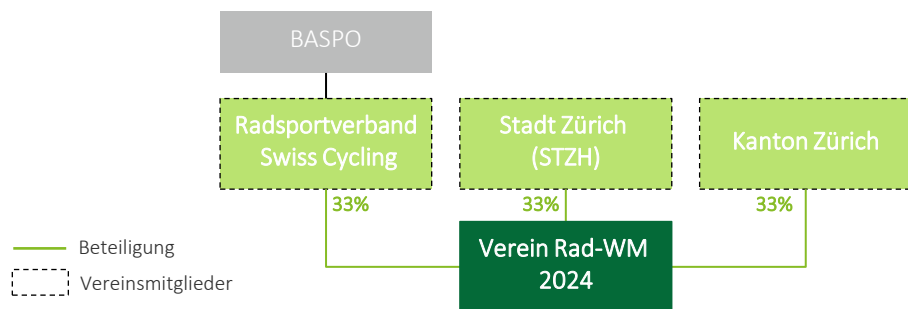 BASPO
Radsportverband
Swiss Cycling
Stadt Zürich
(STZH)
Kanton Zürich
33%
33%
33%
Verein Rad-WM
2024
Beteiligung
Vereinsmitglieder